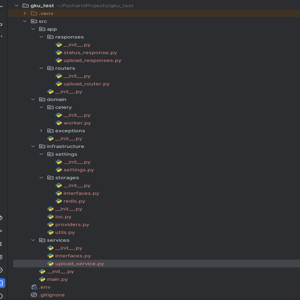 gku_test ~/PycharmProjects/gku_test
.venv
src
app
responses
__init__.py
status_response.py
upload_responses.py
routers
__init__.py
upload_router.py
__init__.py
domain
celery
__init__.py
worker.py
exceptions
__init__.py
infrastructure
settings
__init__.py
settings.py
storages
__init__.py
interfaces.py
redis.py
__init__.py
ioc.py
providers.py
utils.py
services
__init__.py
interfaces.py
upload_service.py
__init__.py
main.py
.env
.gitignore